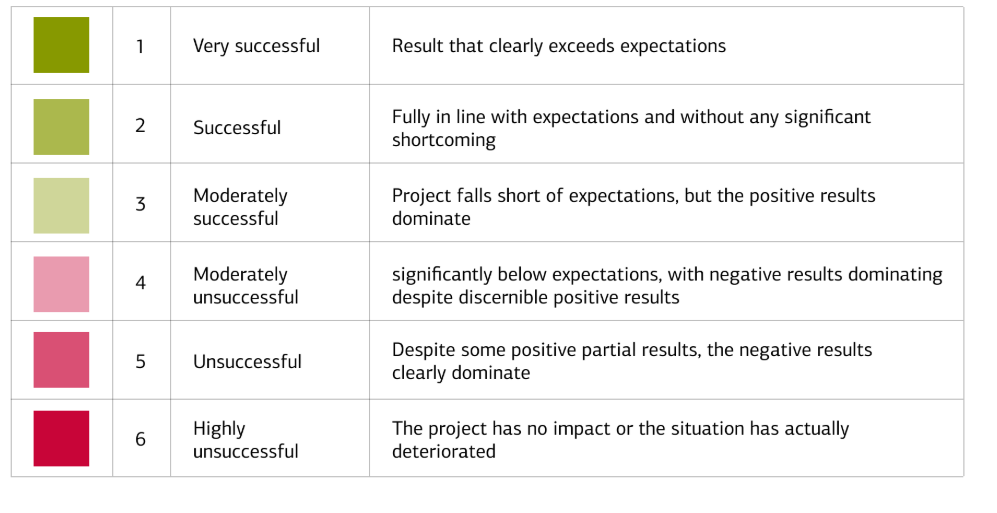 1
Very successful
Result that clearly exceeds expectations
2
Successful
Fully in line with expectations and without any significant
shortcoming
3
Moderately
successful
Project falls short of expectations, but the positive results
dominate
4
Moderately
unsuccessful
significantly below expectations, with negative results dominating
despite discernible positive results
5
Unsuccessful
Despite some positive partial results, the negative results
clearly dominate
6
Highly
unsuccessful
The project has no impact or the situation has actually
deteriorated